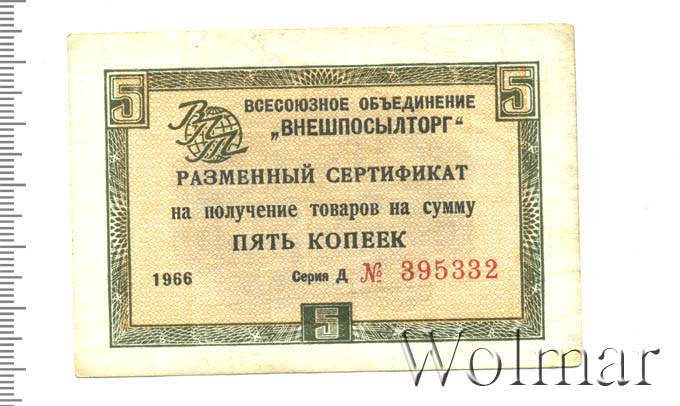 5 5
ВПТ
ВСЕСОЮЗНОЕ ОБЪЕДИНЕНИЕ
„ВНЕШПОСЫЛТОРГ“
РАЗМЕННЫЙ СЕРТИФИКАТ
на получение товаров на сумму
ПЯТЬ КОПЕЕК
1966 Серия Д № 395332
5
Wolmar